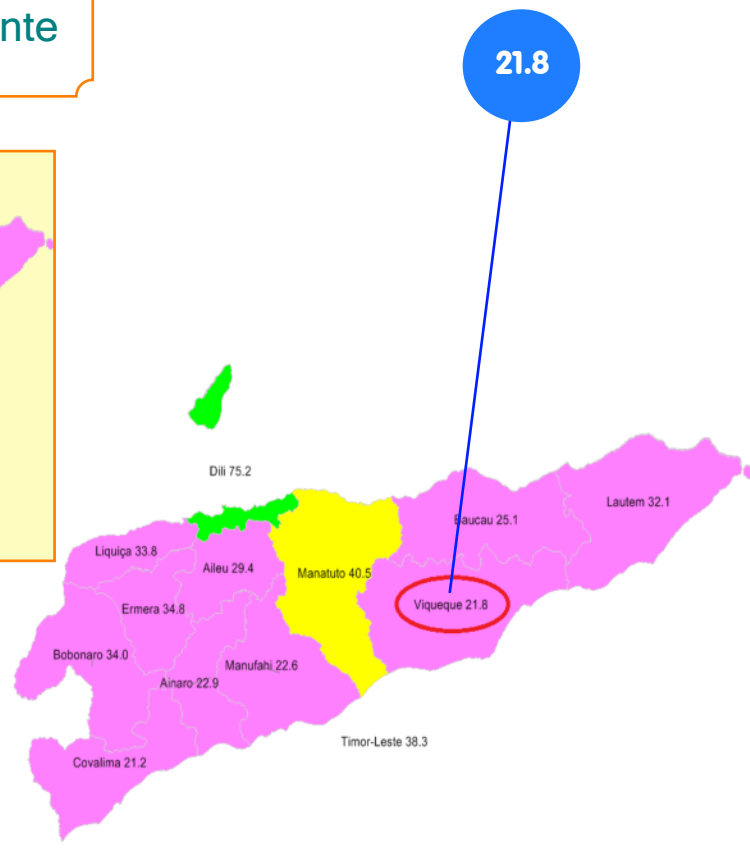 nte
21.8
Dili 75.2
Lautem 32.1
Baucau 25.1
Liquiça 33.8
Aileu 29.4
Manatuto 40.5
Viqueque 21.8
Ermera 34.8
Bobonaro 34.0
Manufahi 22.6
Ainaro 22.9
Timor-Leste 38.3
Covalima 21.2